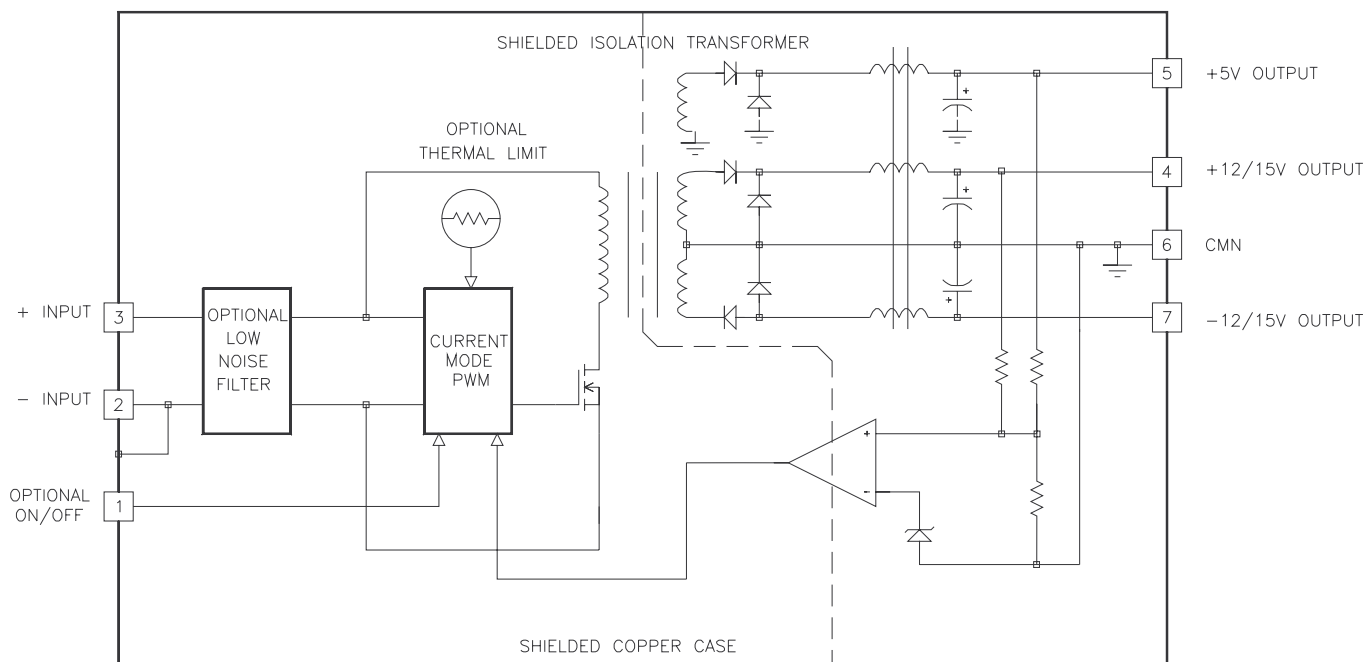 SHIELDED ISOLATION TRANSFORMER
5 +5V OUTPUT
OPTIONAL
THERMAL LIMIT
4 +12/15V OUTPUT
6 CMN
+ INPUT 3
OPTIONAL
LOW
NOISE
FILTER
CURRENT
MODE
PWM
7 -12/15V OUTPUT
- INPUT 2
OPTIONAL
ON/OFF
1
+
+
+
+
-
SHIELDED COPPER CASE